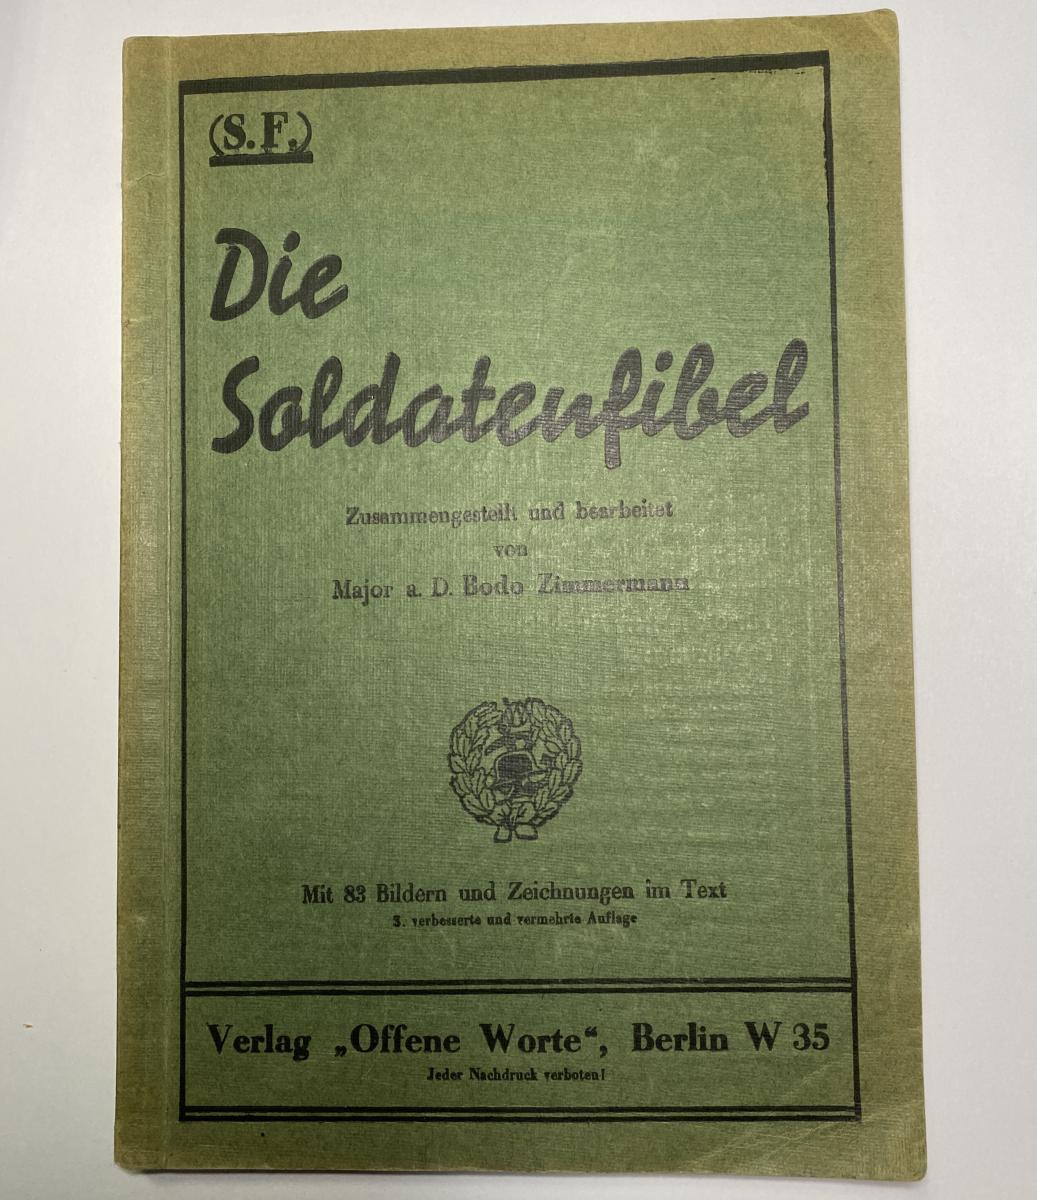 (S.F.)
Die
Soldatenfibel
Zusammengestellt und bearbeitet
von
Major a. D. Bodo Zimmermann
Mit 83 Bildern und Zeichnungen im Text
3. verbesserte und vermehrte Auflage
Verlag „Offene Worte“, Berlin W 35
Jeder Nachdruck verboten!